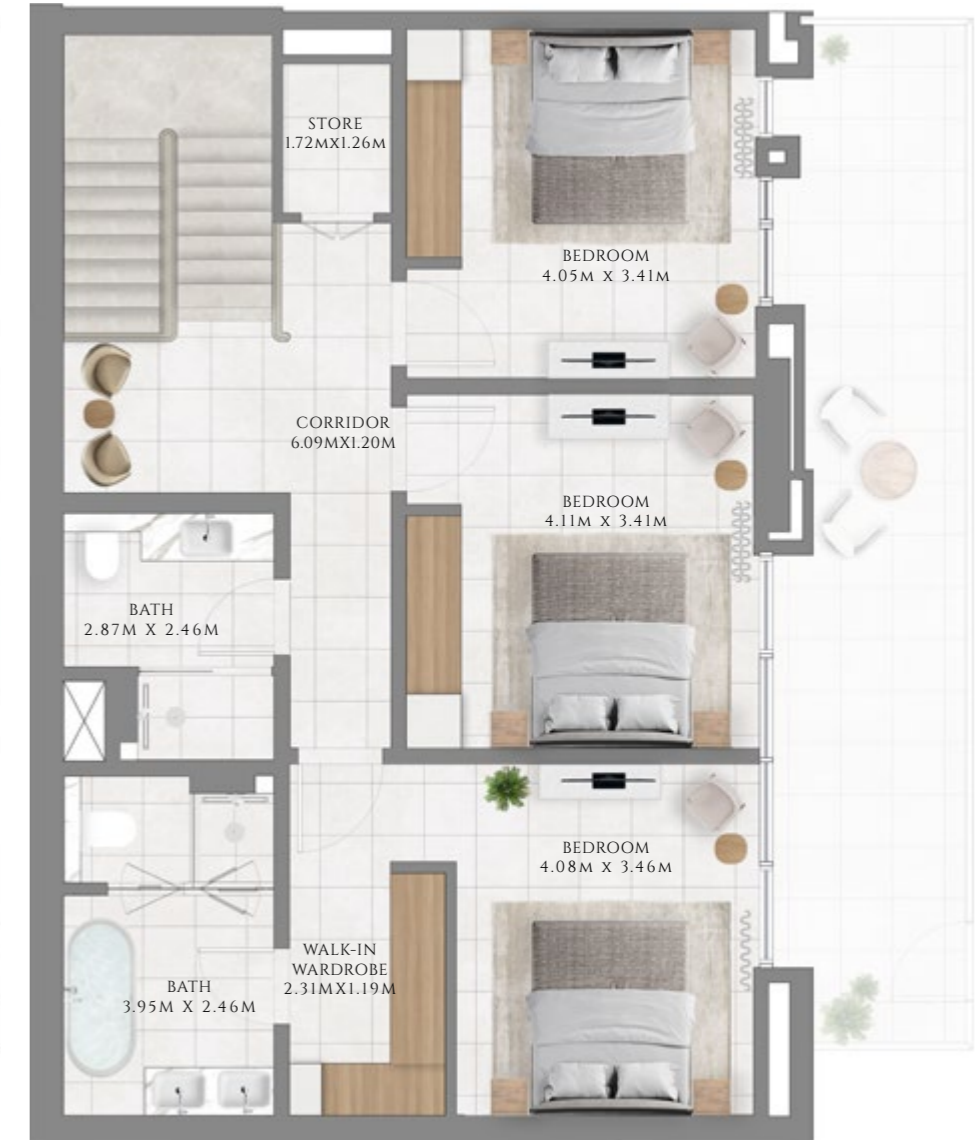 STORE
1.72MX1.26M
BEDROOM
4.05M X 3.41M
CORRIDOR
6.09MX1.20M
BEDROOM
4.11M X 3.41M
BATH
2.87M X 2.46M
BEDROOM
4.08M X 3.46M
WALK-IN
WARDROBE
2.31MX1.19M
BATH
3.95M X 2.46M